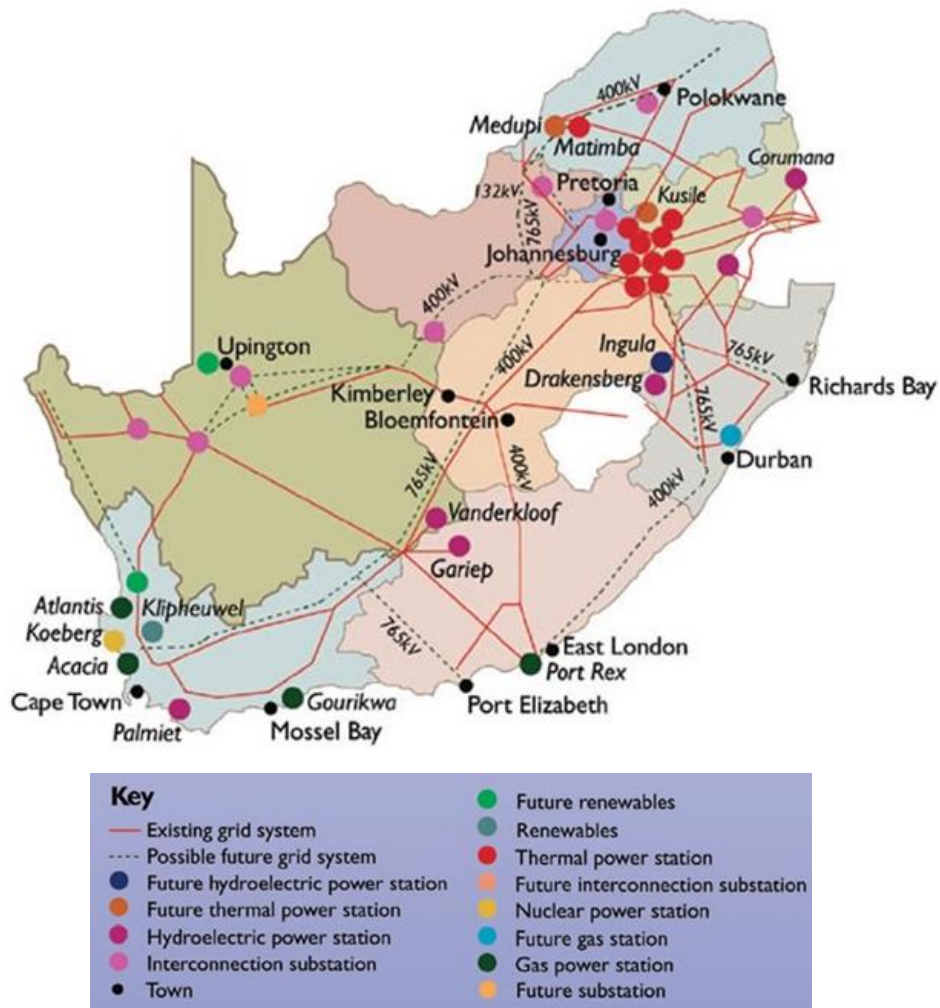 400kV
Polokwane
Medupi
Matimba
Corumana
132kV
Pretoria
Kusile
765kV
Johannesburg
400kV
Upington
400kV
Ingula
765kV
Kimberley
Drakensberg
Richards Bay
Bloemfontein
765kV
400kV
Durban
765kV
400kV
Vanderkloof
Gariep
Atlantis
Klipheuwel
Koeberg
765kV
East London
Acacia
Port Rex
Cape Town
Gourikwa
Port Elizabeth
Palmiet
Mossel Bay
Key
Existing grid system
Possible future grid system
Future hydroelectric power station
Future thermal power station
Hydroelectric power station
Interconnection substation
Town
Future renewables
Renewables
Thermal power station
Future interconnection substation
Nuclear power station
Future gas station
Gas power station
Future substation